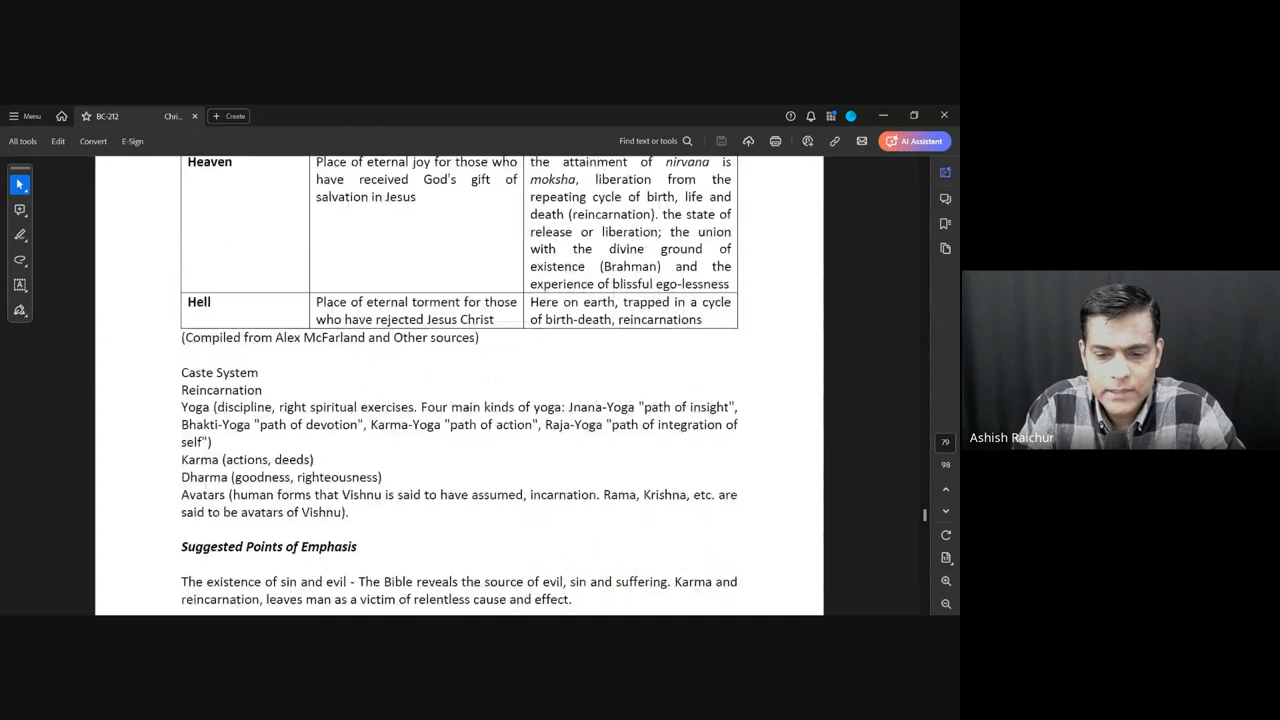 Menu
BC-212
Chri...
Create
All tools
Edit
Convert
E-Sign
Find text or tools
AI Assistant
Heaven
Place of eternal joy for those who
have received God's gift of
salvation in Jesus
the attainment of nirvana is
moksha, liberation from the
repeating cycle of birth, life and
death (reincarnation). the state of
release or liberation; the union
with the divine ground of
existence (Brahman) and the
experience of blissful ego-lessness
Hell
Place of eternal torment for those
who have rejected Jesus Christ
Here on earth, trapped in a cycle
of birth-death, reincarnations
(Compiled from Alex McFarland and Other sources)
Caste System
Reincarnation
Yoga (discipline, right spiritual exercises. Four main kinds of yoga: Jnana-Yoga "path of insight",
Bhakti-Yoga "path of devotion", Karma-Yoga "path of action", Raja-Yoga "path of integration of
self")
Karma (actions, deeds)
Dharma (goodness, righteousness)
Avatars (human forms that Vishnu is said to have assumed, incarnation. Rama, Krishna, etc. are
said to be avatars of Vishnu).
Suggested Points of Emphasis
The existence of sin and evil - The Bible reveals the source of evil, sin and suffering. Karma and
reincarnation, leaves man as a victim of relentless cause and effect.
79
98
Ashish Raichur